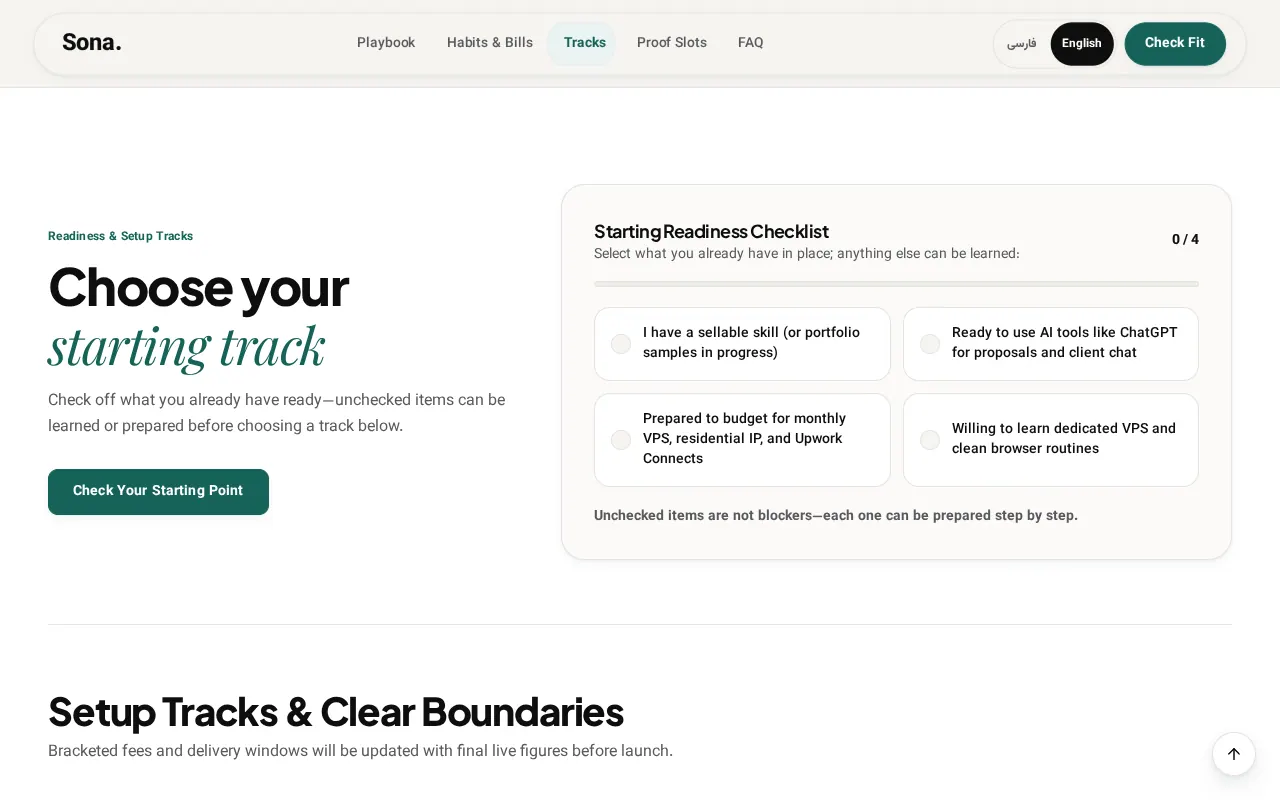 Sona.
Playbook
Habits & Bills
Tracks
Proof Slots
FAQ
فارسی
English
Check Fit
Readiness & Setup Tracks
Choose your
starting track
Check off what you already have ready—unchecked items can be
learned or prepared before choosing a track below.
Check Your Starting Point
Starting Readiness Checklist
Select what you already have in place; anything else can be learned:
0 / 4
I have a sellable skill (or portfolio
samples in progress)
Ready to use AI tools like ChatGPT
for proposals and client chat
Prepared to budget for monthly
VPS, residential IP, and Upwork
Connects
Willing to learn dedicated VPS and
clean browser routines
Unchecked items are not blockers—each one can be prepared step by step.
Setup Tracks & Clear Boundaries
Bracketed fees and delivery windows will be updated with final live figures before launch.